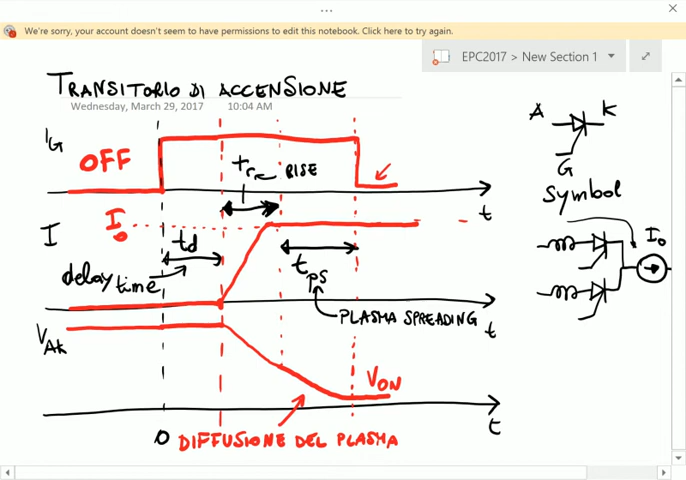 We're sorry, your account doesn't seem to have permissions to edit this notebook. Click here to try again.
EPC2017 > New Section 1
TRANSITORIO DI ACCENSIONE
Wednesday, March 29, 2017 10:04 AM
IG
OFF
tr
RISE
t
A
K
G
symbol
I
I0
td
delay time
tps
PLASMA SPREADING
t
I0
VAK
VON
0
DIFFUSIONE DEL PLASMA
t